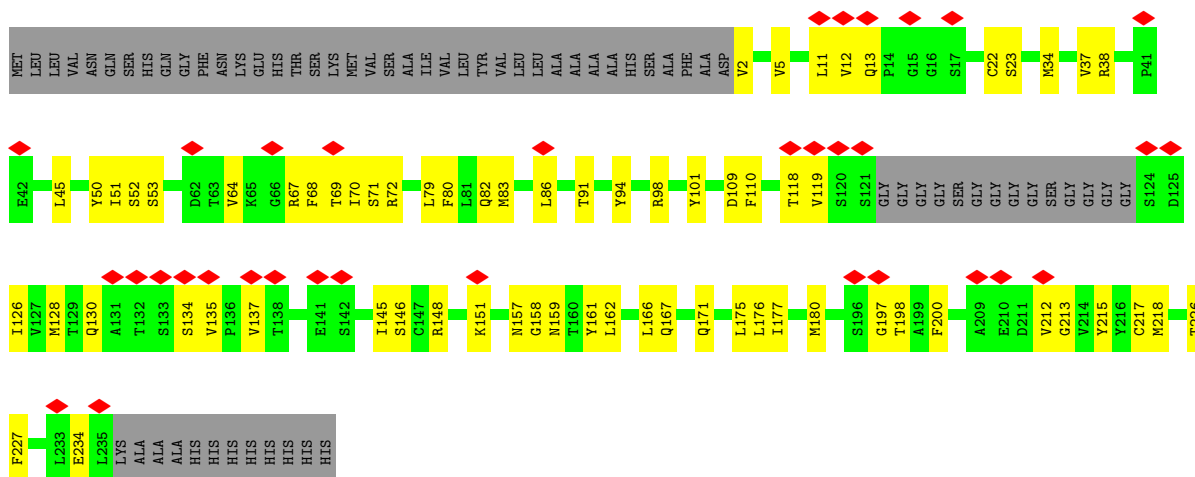 MET LEU LEU VAL ASN GLN SER HIS GLN GLY PHE ASN LYS GLU HIS THR SER LYS MET VAL SER ALA ILE VAL LEU TYR VAL LEU LEU ALA ALA ALA ALA HIS SER ALA PHE ALA ASP V2 V5 L11 V12 Q13 P14 G15 G16 S17 C22 S23 M34 V37 R38 P41
E42 L45 Y50 I51 S52 S53 D62 T63 V64 K65 G66 R67 F68 T69 I70 S71 R72 L79 F80 L81 Q82 M83 L86 T91 Y94 R98 Y101 D109 F110 T118 V119 S120 S121 GLY GLY GLY GLY SER GLY GLY GLY GLY SER GLY GLY GLY GLY S124 D125
I126 V127 M128 T129 Q130 A131 T132 S133 S134 V135 P136 V137 T138 E141 S142 I145 S146 C147 R148 K151 N157 G158 N159 T160 Y161 L162 L166 Q167 Q171 L175 L176 I177 M180 S196 G197 T198 A199 F200 A209 E210 D211 V212 G213 V214 Y215 Y216 C217 M218
F227 L233 E234 L235 LYS ALA ALA ALA HIS HIS HIS HIS HIS HIS HIS HIS